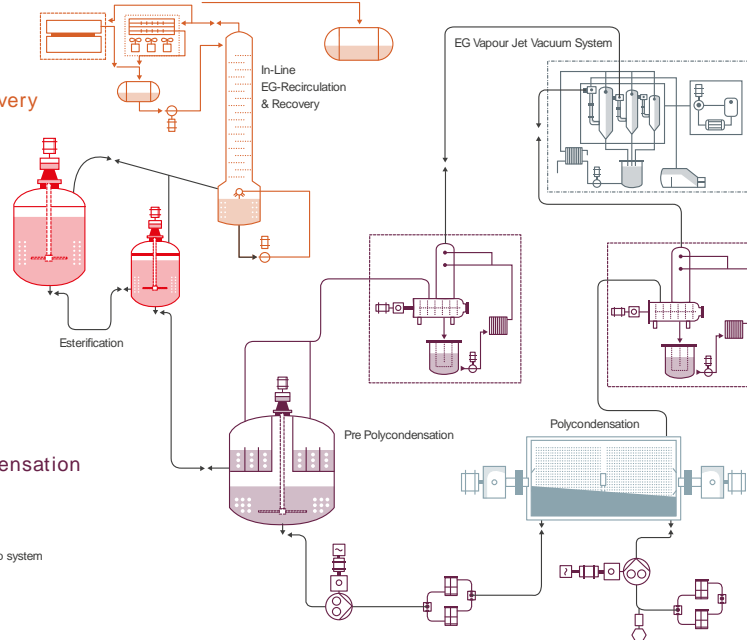 EG Vapour Jet Vacuum System
In-Line
EG-Recirculation
& Recovery
very
Esterification
Pre Polycondensation
Polycondensation
ensation
system